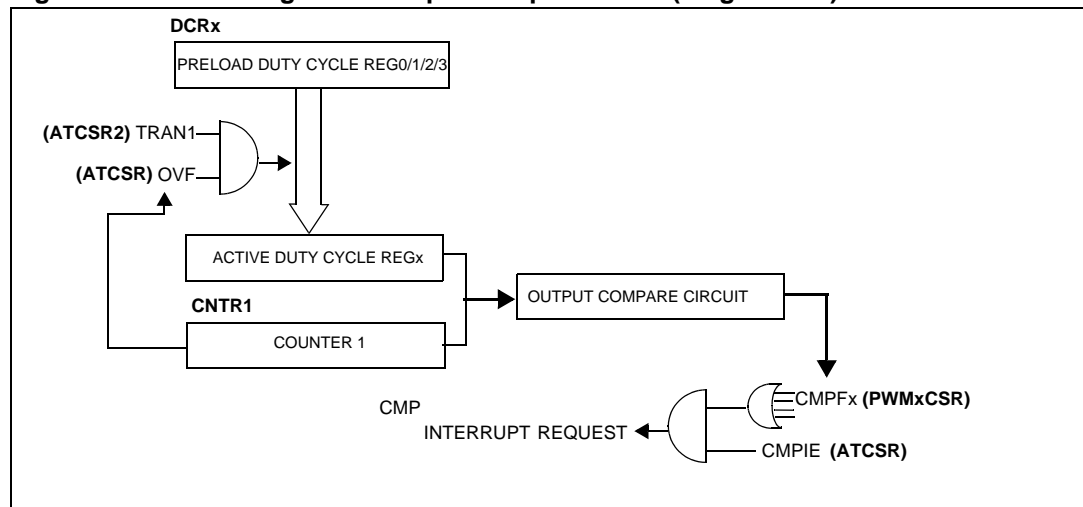 DCRx
PRELOAD DUTY CYCLE REG0/1/2/3
(ATCSR2) TRAN1
(ATCSR) OVF
ACTIVE DUTY CYCLE REGx
CNTR1
OUTPUT COMPARE CIRCUIT
COUNTER 1
CMPFx (PWMxCSR)
CMP
INTERRUPT REQUEST
CMPIE (ATCSR)